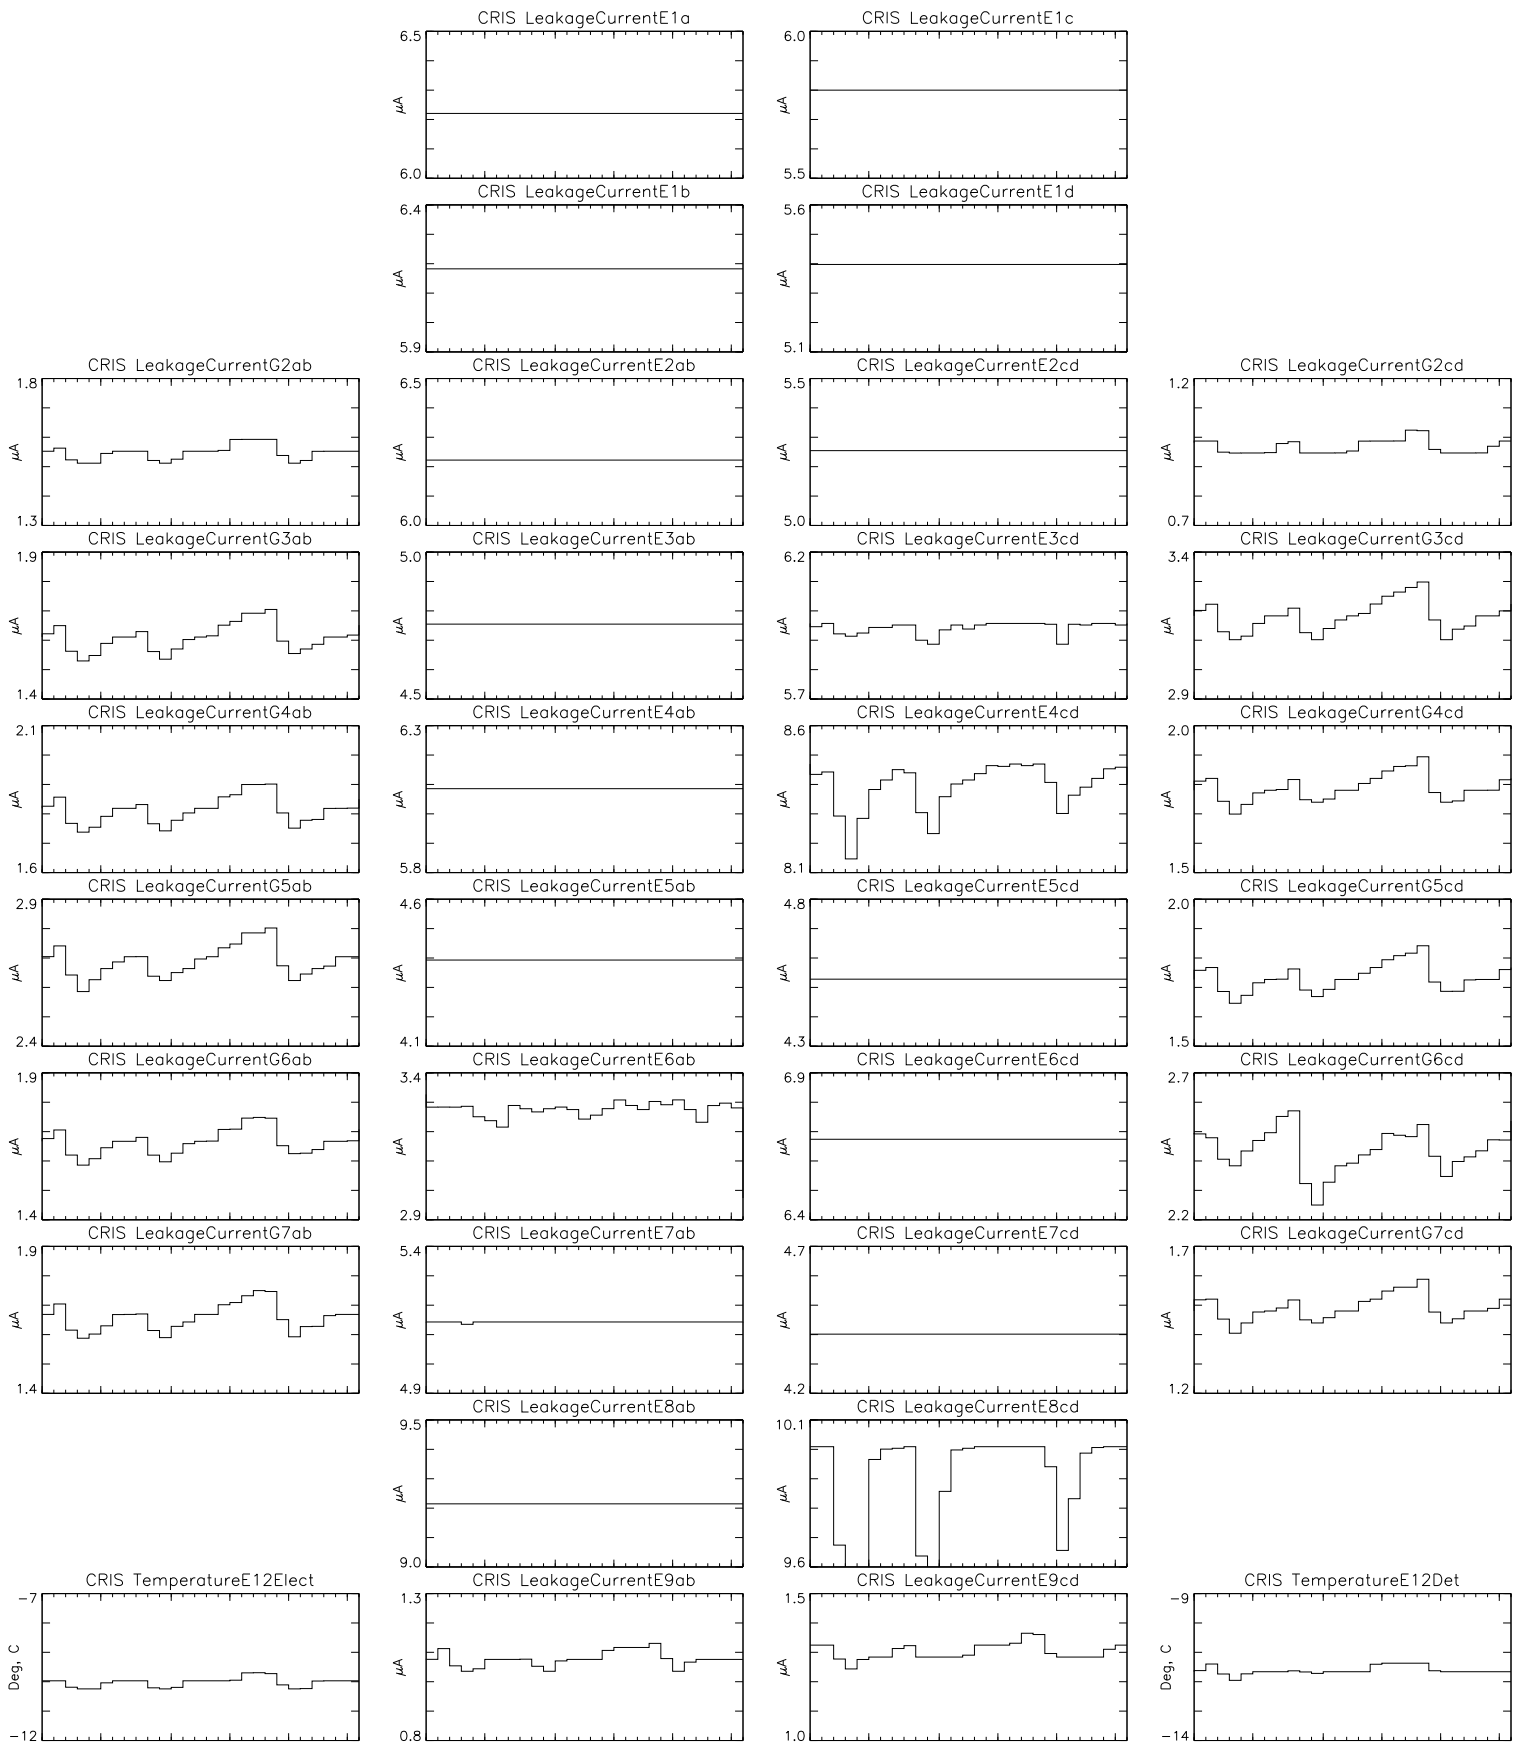 CRIS LeakageCurrentE1a
6.5
μA
6.0
CRIS LeakageCurrentE1c
6.0
μA
5.5
CRIS LeakageCurrentE1b
6.4
μA
5.9
CRIS LeakageCurrentE1d
5.6
μA
5.1
CRIS LeakageCurrentG2ab
1.8
μA
1.3
CRIS LeakageCurrentE2ab
6.5
μA
6.0
CRIS LeakageCurrentE2cd
5.5
μA
5.0
CRIS LeakageCurrentG2cd
1.2
μA
0.7
CRIS LeakageCurrentG3ab
1.9
μA
1.4
CRIS LeakageCurrentE3ab
5.0
μA
4.5
CRIS LeakageCurrentE3cd
6.2
μA
5.7
CRIS LeakageCurrentG3cd
3.4
μA
2.9
CRIS LeakageCurrentG4ab
2.1
μA
1.6
CRIS LeakageCurrentE4ab
6.3
μA
5.8
CRIS LeakageCurrentE4cd
8.6
μA
8.1
CRIS LeakageCurrentG4cd
2.0
μA
1.5
CRIS LeakageCurrentG5ab
2.9
μA
2.4
CRIS LeakageCurrentE5ab
4.6
μA
4.1
CRIS LeakageCurrentE5cd
4.8
μA
4.3
CRIS LeakageCurrentG5cd
2.0
μA
1.5
CRIS LeakageCurrentG6ab
1.9
μA
1.4
CRIS LeakageCurrentE6ab
3.4
μA
2.9
CRIS LeakageCurrentE6cd
6.9
μA
6.4
CRIS LeakageCurrentG6cd
2.7
μA
2.2
CRIS LeakageCurrentG7ab
1.9
μA
1.4
CRIS LeakageCurrentE7ab
5.4
μA
4.9
CRIS LeakageCurrentE7cd
4.7
μA
4.2
CRIS LeakageCurrentG7cd
1.7
μA
1.2
CRIS LeakageCurrentE8ab
9.5
μA
9.0
CRIS LeakageCurrentE8cd
10.1
μA
9.6
CRIS TemperatureE12Elect
−7
Deg, C
−12
CRIS LeakageCurrentE9ab
1.3
μA
0.8
CRIS LeakageCurrentE9cd
1.5
μA
1.0
CRIS TemperatureE12Det
−9
Deg, C
−14